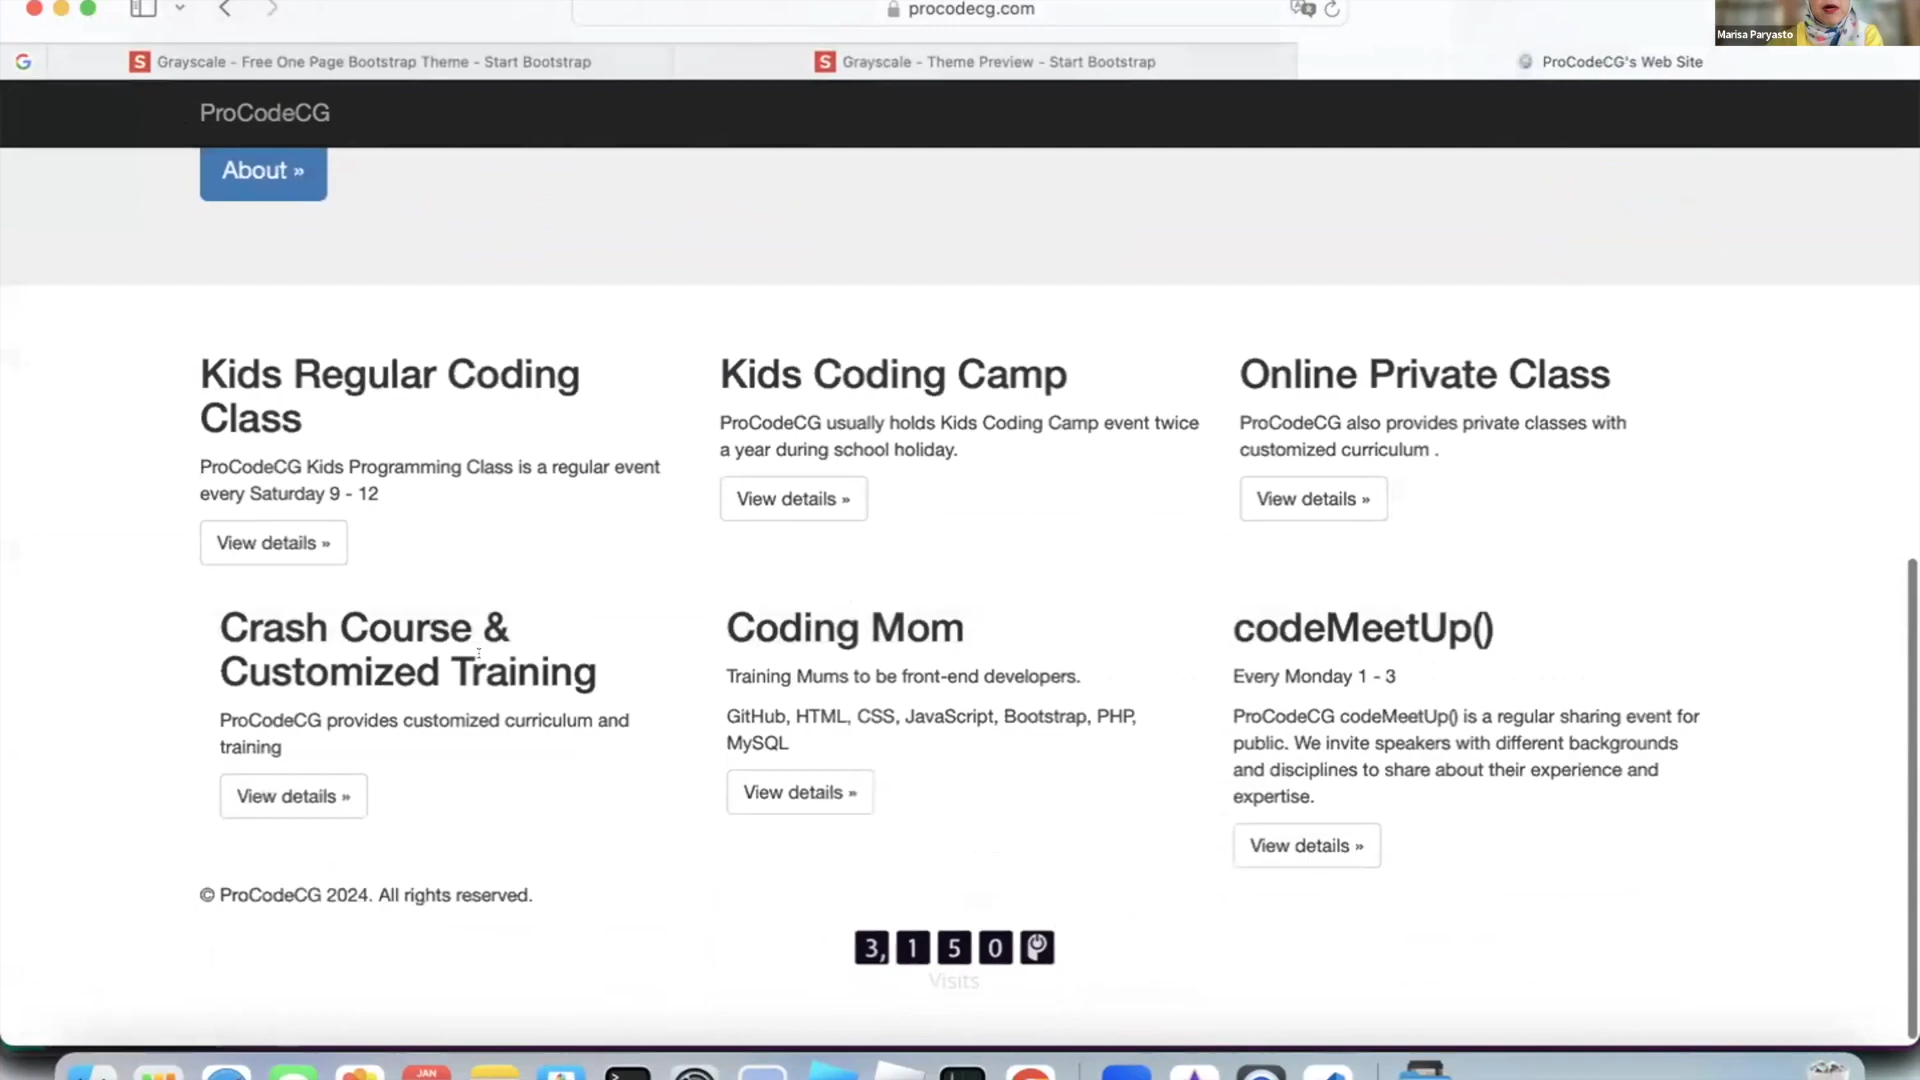 procodecg.com
Marisa Paryasto
Grayscale - Free One Page Bootstrap Theme - Start Bootstrap
Grayscale - Theme Preview - Start Bootstrap
ProCodeCG's Web Site
ProCodeCG
About »
Kids Regular Coding
Class
ProCodeCG Kids Programming Class is a regular event
every Saturday 9 - 12
View details »
Kids Coding Camp
ProCodeCG usually holds Kids Coding Camp event twice
a year during school holiday.
View details »
Online Private Class
ProCodeCG also provides private classes with
customized curriculum .
View details »
Crash Course &
Customized Training
ProCodeCG provides customized curriculum and
training
View details »
Coding Mom
Training Mums to be front-end developers.
GitHub, HTML, CSS, JavaScript, Bootstrap, PHP,
MySQL
View details »
codeMeetUp()
Every Monday 1 - 3
ProCodeCG codeMeetUp() is a regular sharing event for
public. We invite speakers with different backgrounds
and disciplines to share about their experience and
expertise.
View details »
© ProCodeCG 2024. All rights reserved.
3,150
Visits
JAN